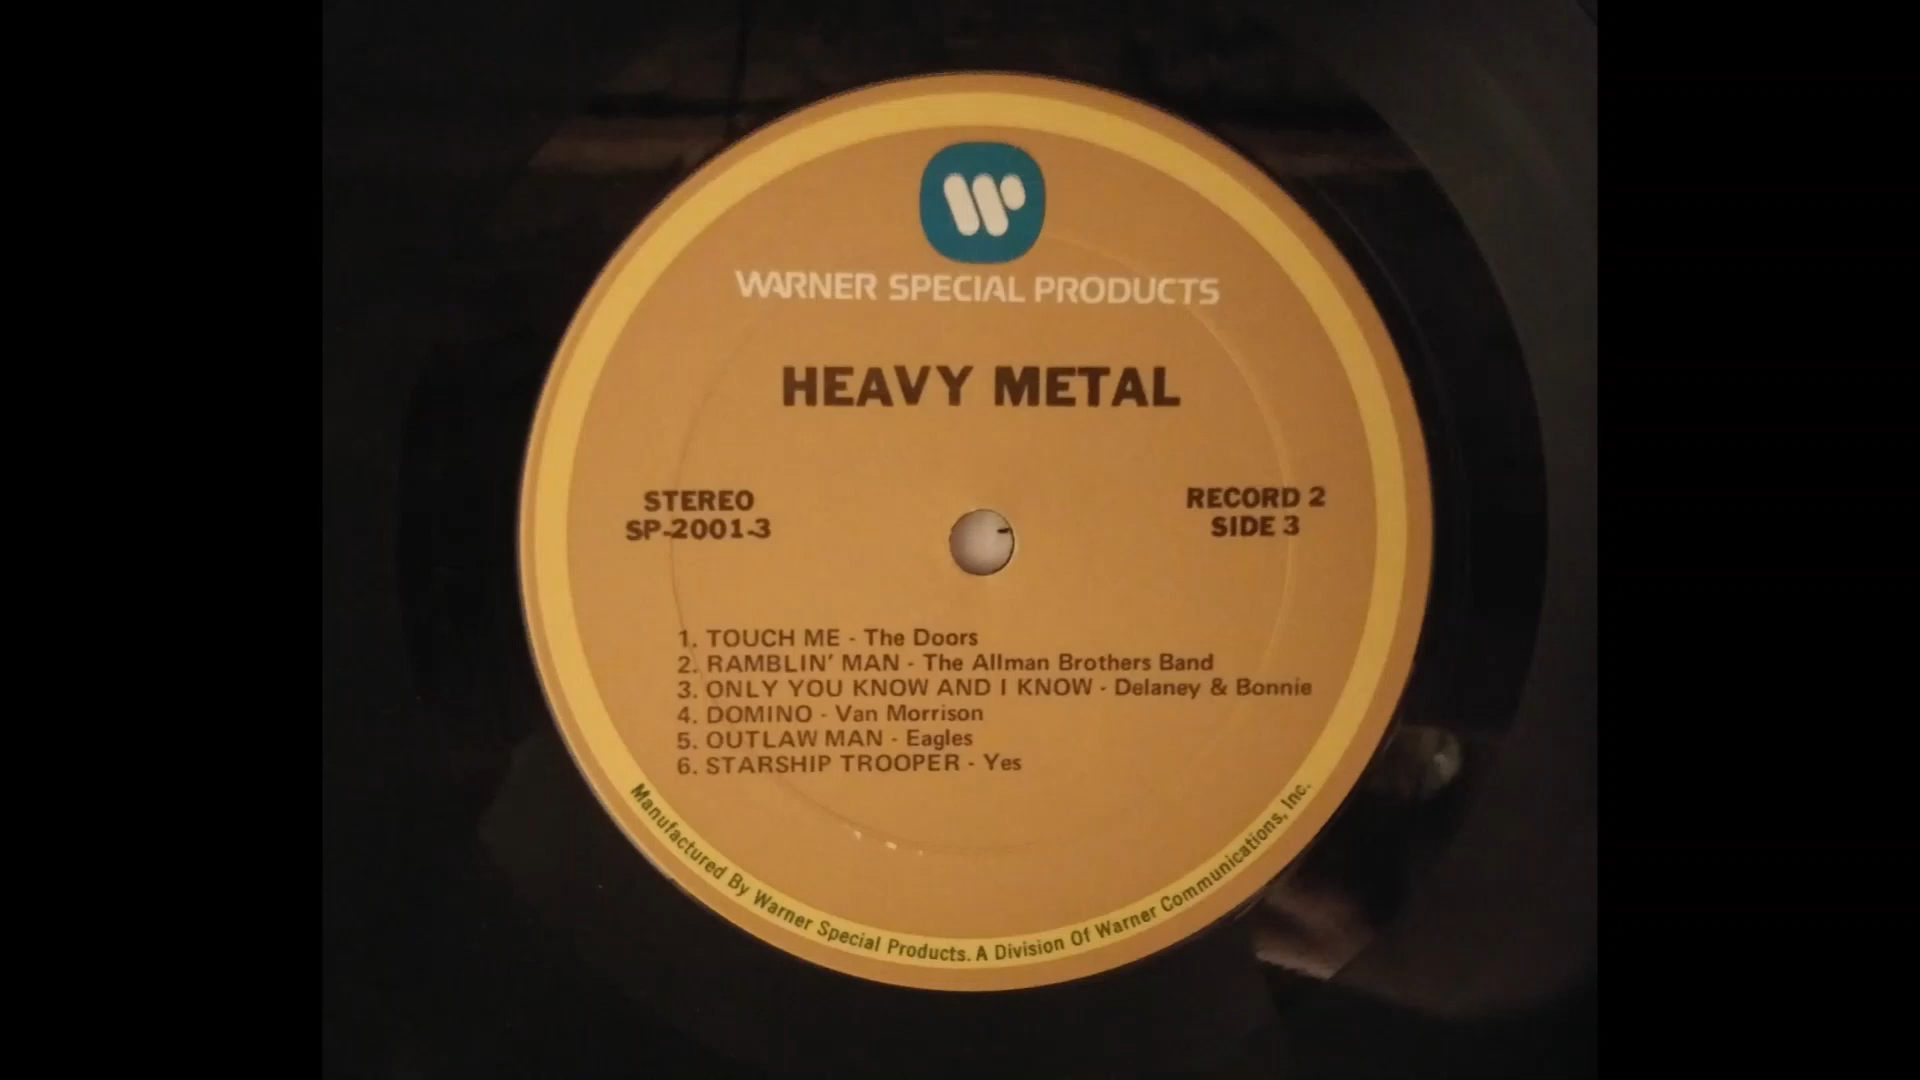 WARNER SPECIAL PRODUCTS
HEAVY METAL
STEREO
SP-2001-3
RECORD 2
SIDE 3
1. TOUCH ME - The Doors
2. RAMBLIN' MAN - The Allman Brothers Band
3. ONLY YOU KNOW AND I KNOW - Delaney & Bonnie
4. DOMINO - Van Morrison
5. OUTLAW MAN - Eagles
6. STARSHIP TROOPER - Yes
Manufactured By Warner Special Products. A Division Of Warner Communications, Inc.